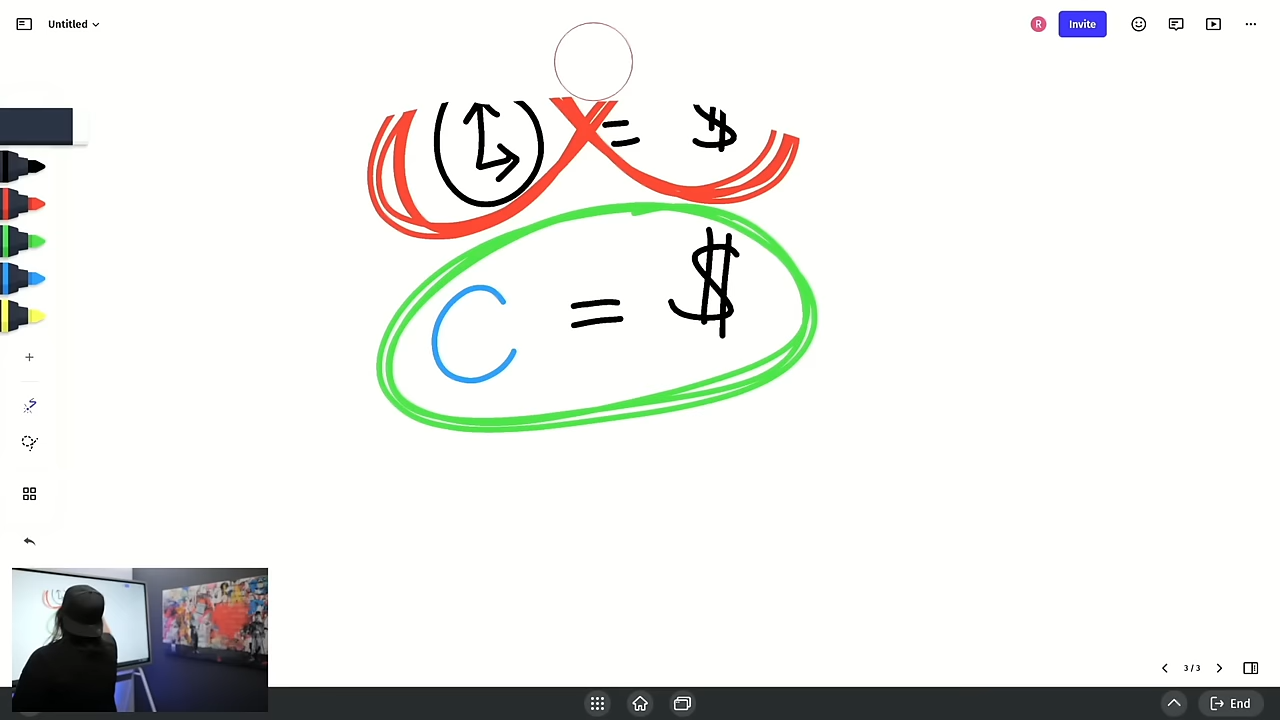 Untitled
R
Invite
= $
C = $
3 / 3
End